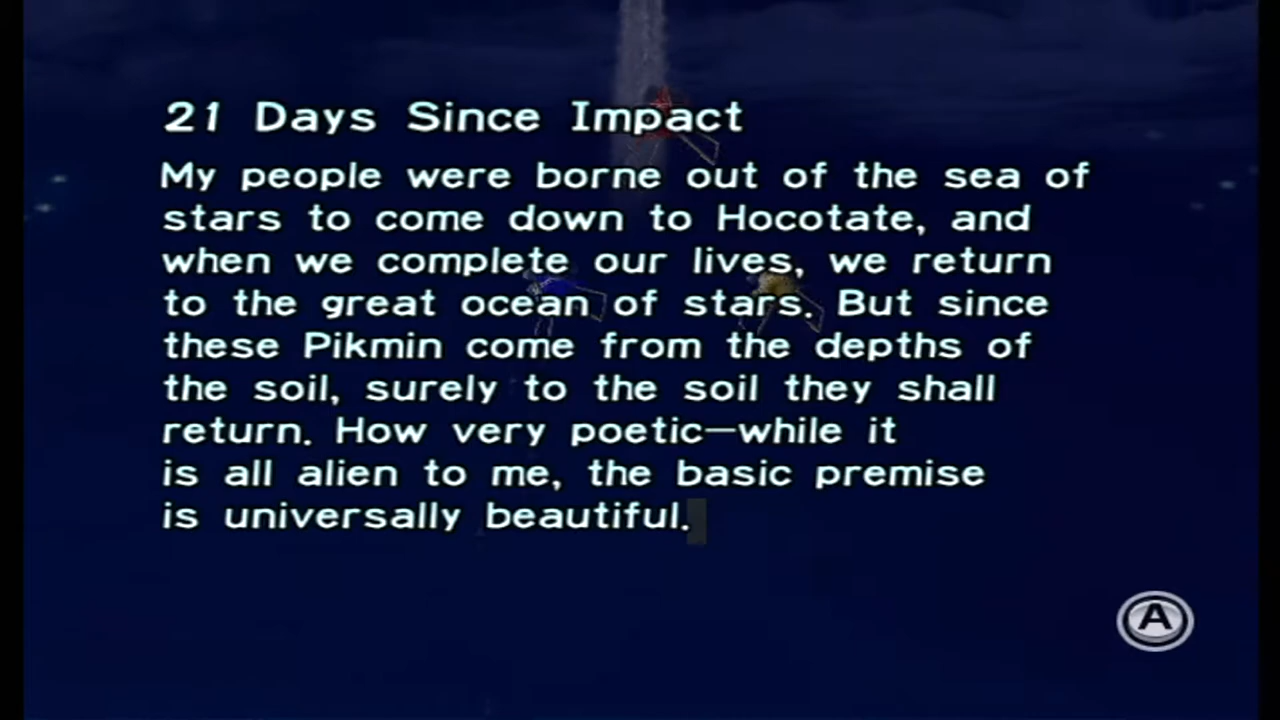 21 Days Since Impact
My people were borne out of the sea of
stars to come down to Hocotate, and
when we complete our lives, we return
to the great ocean of stars. But since
these Pikmin come from the depths of
the soil, surely to the soil they shall
return. How very poetic—while it
is all alien to me, the basic premise
is universally beautiful.
A